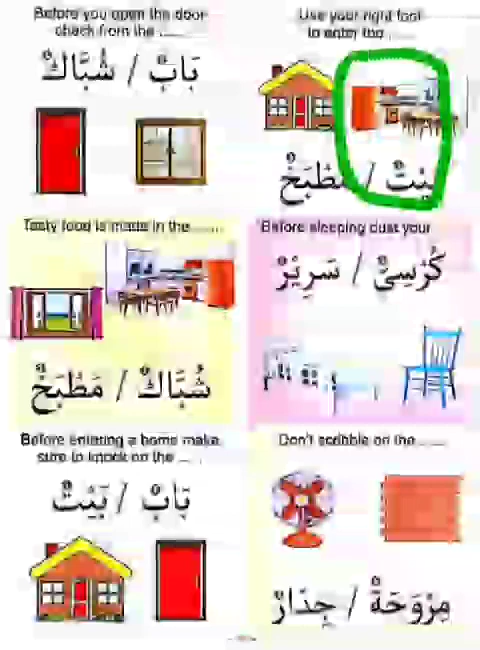 Before you open the door
check from the ......
بَابٌ / شُبَّاكٌ
Use your right foot
to enter the ......
بَيْتٌ / مَطْبَخٌ
Tasty food is made in the ......
شُبَّاكٌ / مَطْبَخٌ
Before sleeping dust your
كُرْسِيٌّ / سَرِيْرٌ
Before entering a home make
sure to knock on the ......
بَابٌ / بَيْتٌ
Don't scribble on the ......
مِرْوَحَةٌ / جِدَارٌ